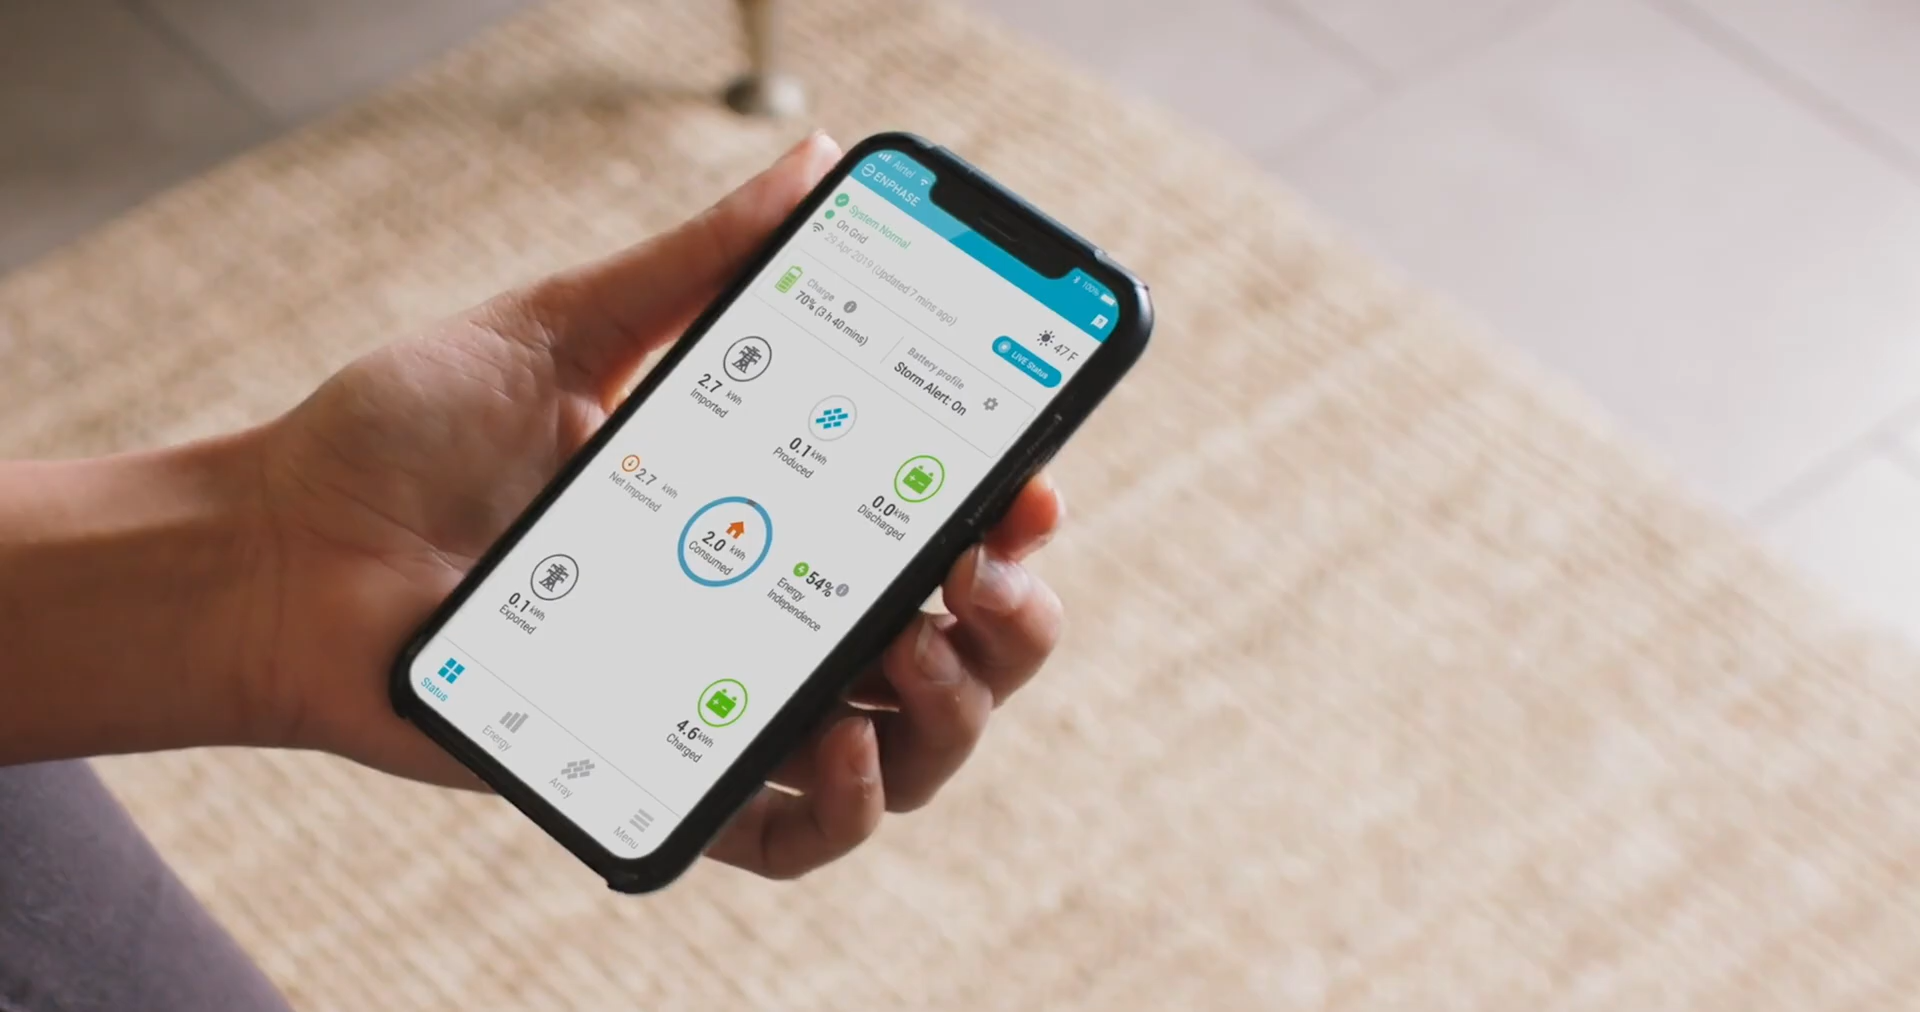 Airtel
100%
ENPHASE
System Normal
On Grid
29 Apr 2019 (Updated 7 mins ago)
47 F
LIVE Status
Charge
70% (3 h 40 mins)
Battery profile
Storm Alert: On
2.7 kWh
Imported
0.1 kWh
Produced
0.0 kWh
Discharged
2.7 kWh
Net Imported
2.0 kWh
Consumed
54%
Energy
Independence
0.1 kWh
Exported
4.6 kWh
Charged
Status
Energy
Array
Menu